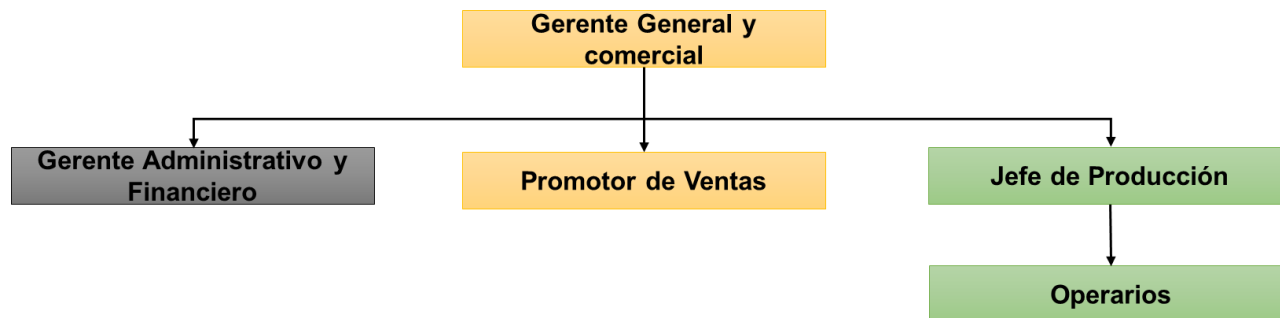 Gerente General y
comercial
Gerente Administrativo y
Financiero
Promotor de Ventas
Jefe de Producción
Operarios